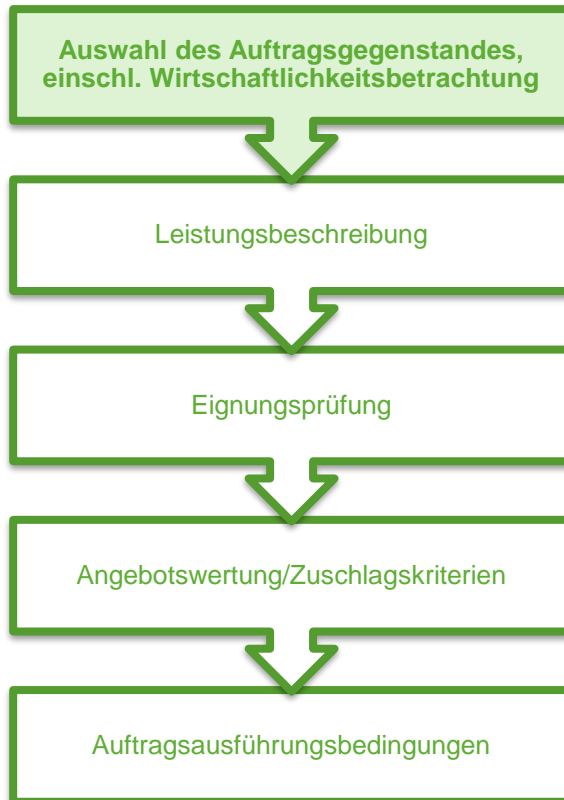 Auswahl des Auftragsgegenstandes,
einschl. Wirtschaftlichkeitsbetrachtung
Leistungsbeschreibung
Eignungsprüfung
Angebotswertung/Zuschlagskriterien
Auftragsausführungsbedingungen